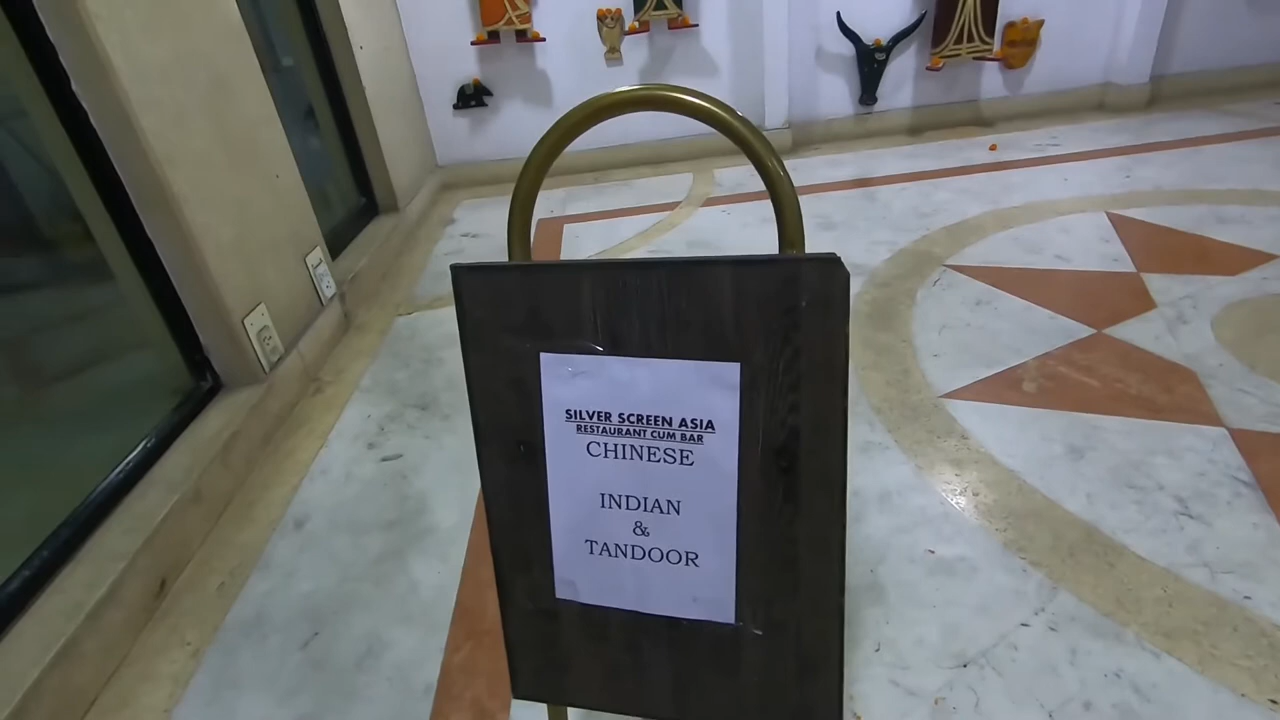 SILVER SCREEN ASIA
RESTAURANT CUM BAR
CHINESE
INDIAN
&
TANDOOR